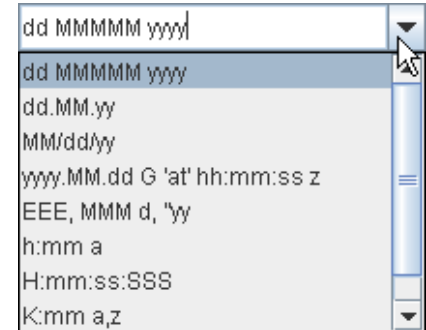 dd MMMMM yyyy
dd MMMMM yyyy
dd.MM.yy
MM/dd/yy
yyyy.MM.dd G 'at' hh:mm:ss z
EEE, MMM d, ''yy
h:mm a
H:mm:ss:SSS
K:mm a,z